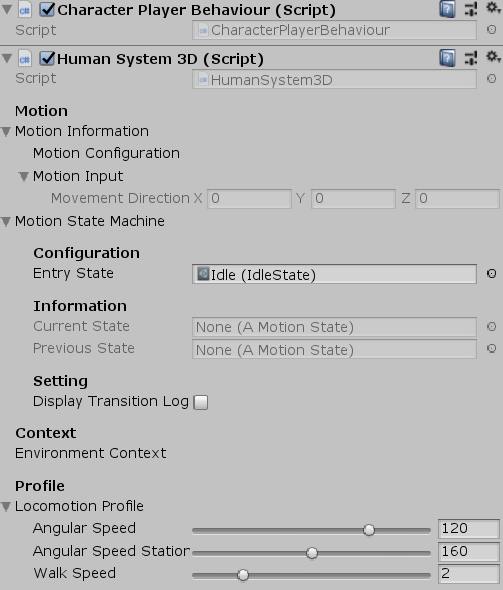 Character Player Behaviour (Script)
Script CharacterPlayerBehaviour
Human System 3D (Script)
Script HumanSystem3D
Motion
Motion Information
Motion Configuration
Motion Input
Movement Direction X 0 Y 0 Z 0
Motion State Machine
Configuration
Entry State Idle (IdleState)
Information
Current State None (A Motion State)
Previous State None (A Motion State)
Setting
Display Transition Log
Context
Environment Context
Profile
Locomotion Profile
Angular Speed 120
Angular Speed Station 160
Walk Speed 2